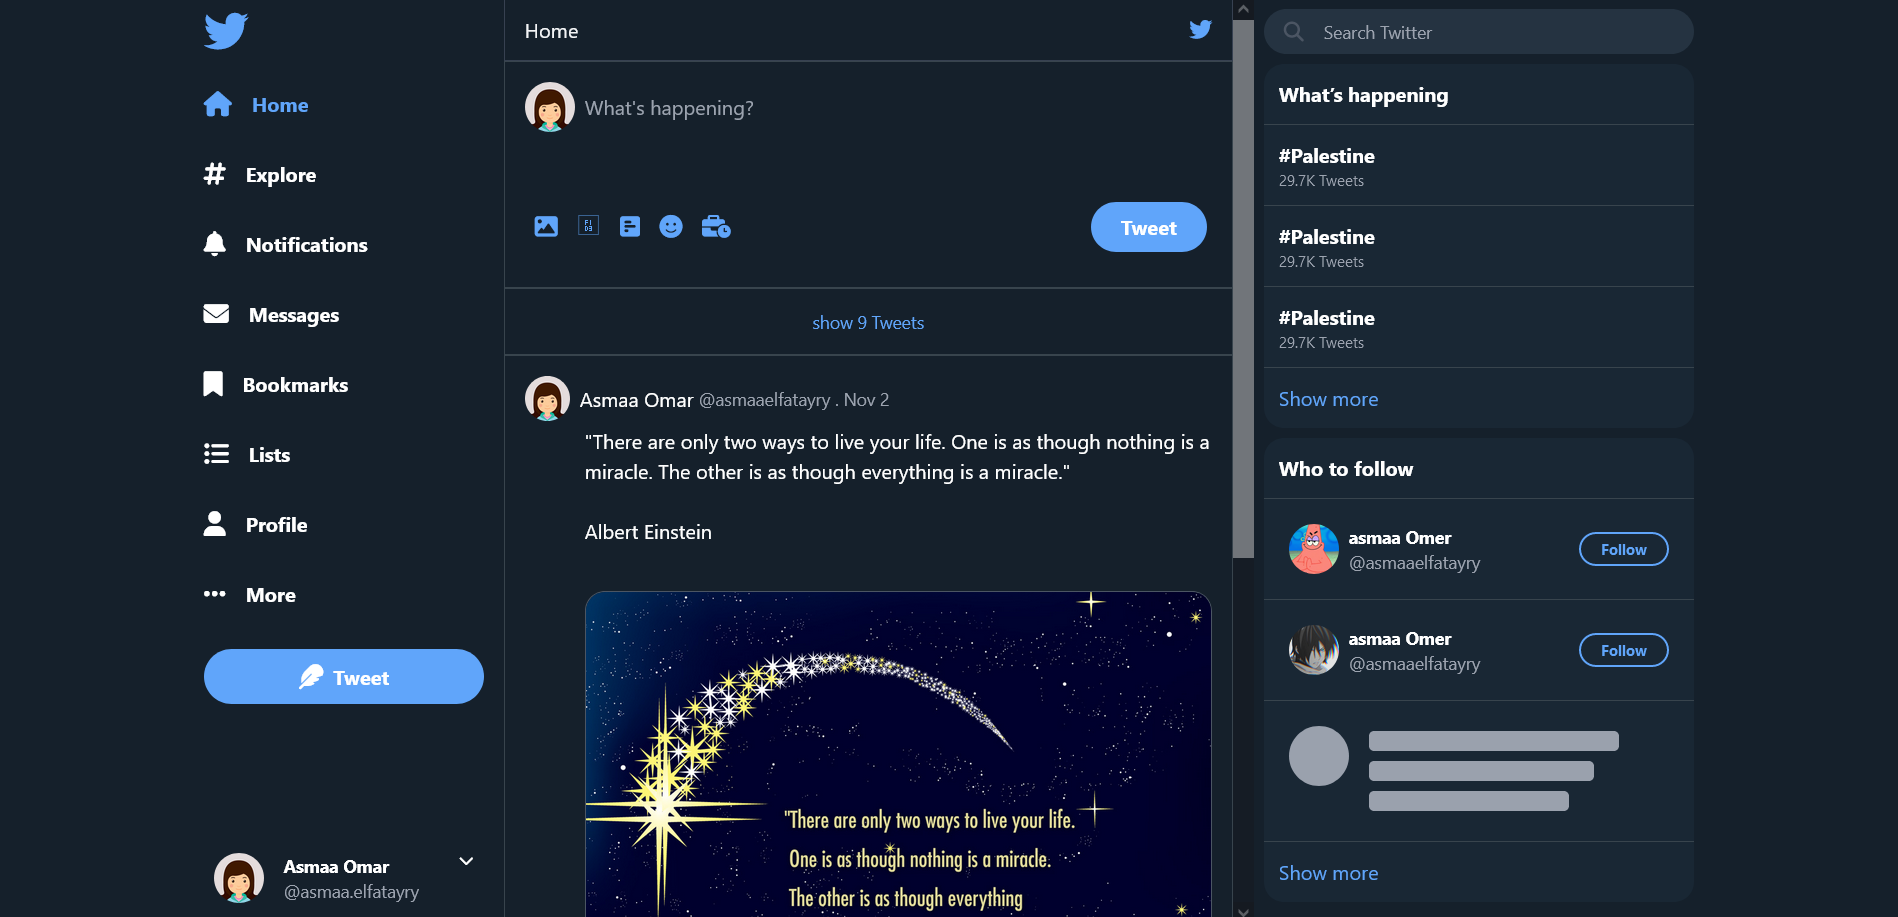 Home
Explore
Notifications
Messages
Bookmarks
Lists
Profile
More
Tweet
Asmaa Omar
@asmaa.elfatayry
Home
What's happening?
Tweet
show 9 Tweets
Asmaa Omar @asmaaelfatayry . Nov 2
"There are only two ways to live your life. One is as though nothing is a
miracle. The other is as though everything is a miracle."
Albert Einstein
"There are only two ways to live your life.
One is as though nothing is a miracle.
The other is as though everything
Search Twitter
What's happening
#Palestine
29.7K Tweets
#Palestine
29.7K Tweets
#Palestine
29.7K Tweets
Show more
Who to follow
asmaa Omer
@asmaaelfatayry
Follow
asmaa Omer
@asmaaelfatayry
Follow
Show more